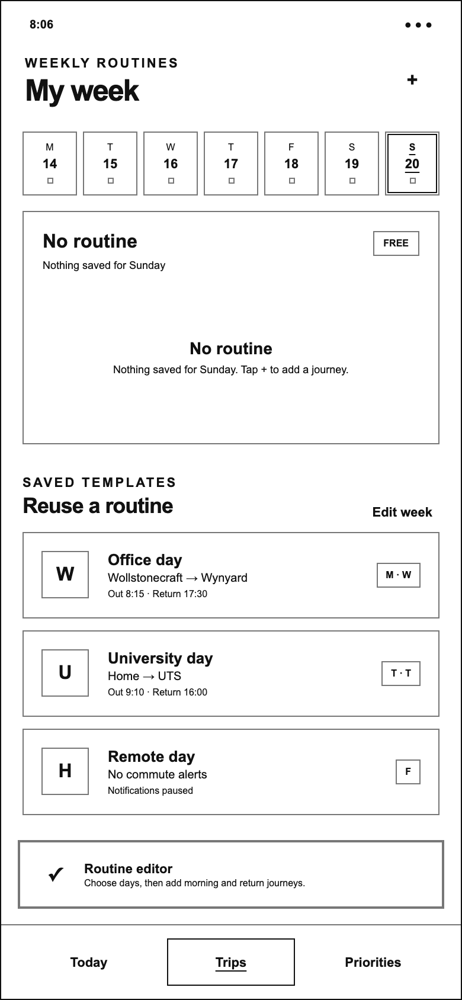 8:06
WEEKLY ROUTINES
My week
+
M T W T F S S
14 15 16 17 18 19 20
No routine
FREE
Nothing saved for Sunday
No routine
Nothing saved for Sunday. Tap + to add a journey.
SAVED TEMPLATES
Reuse a routine
Edit week
W
Office day
Wollstonecraft → Wynyard
Out 8:15 · Return 17:30
M · W
U
University day
Home → UTS
Out 9:10 · Return 16:00
T · T
H
Remote day
No commute alerts
Notifications paused
F
✓
Routine editor
Choose days, then add morning and return journeys.
Today
Trips
Priorities